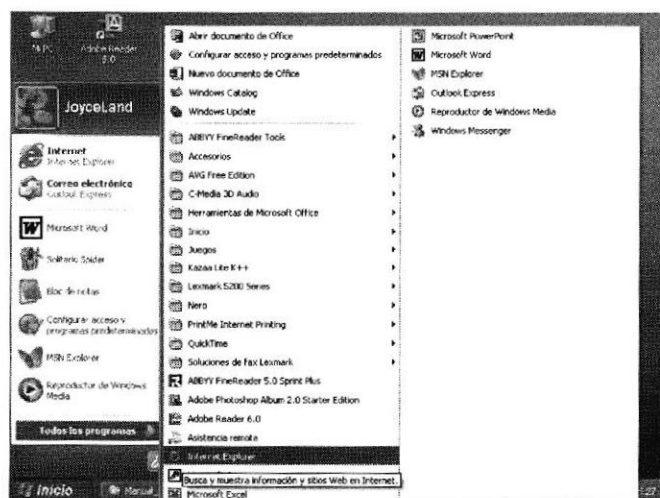 Mi PC
Adobe Reader
6.0
JoyceLand
Internet
Internet Explorer
Correo electrónico
Outlook Express
Microsoft Word
Solitario Spider
Bloc de notas
Configurar acceso y
programas predeterminados
MSN Explorer
Reproductor de Windows
Media
Todos los programas
Inicio
Manual
Abrir documento de Office
Configurar acceso y programas predeterminados
Nuevo documento de Office
Windows Catalog
Windows Update
ABBYY FineReader Tools
Accesorios
AVG Free Edition
C-Media 3D Audio
Herramientas de Microsoft Office
Inicio
Juegos
Kazaa Lite K++
Lexmark 5200 Series
Nero
PrintMe Internet Printing
QuickTime
Soluciones de fax Lexmark
ABBYY FineReader 5.0 Sprint Plus
Adobe Photoshop Album 2.0 Starter Edition
Adobe Reader 6.0
Asistencia remota
Internet Explorer
Busca y muestra información y sitios Web en Internet.
Microsoft Excel
Microsoft PowerPoint
Microsoft Word
MSN Explorer
Outlook Express
Reproductor de Windows Media
Windows Messenger